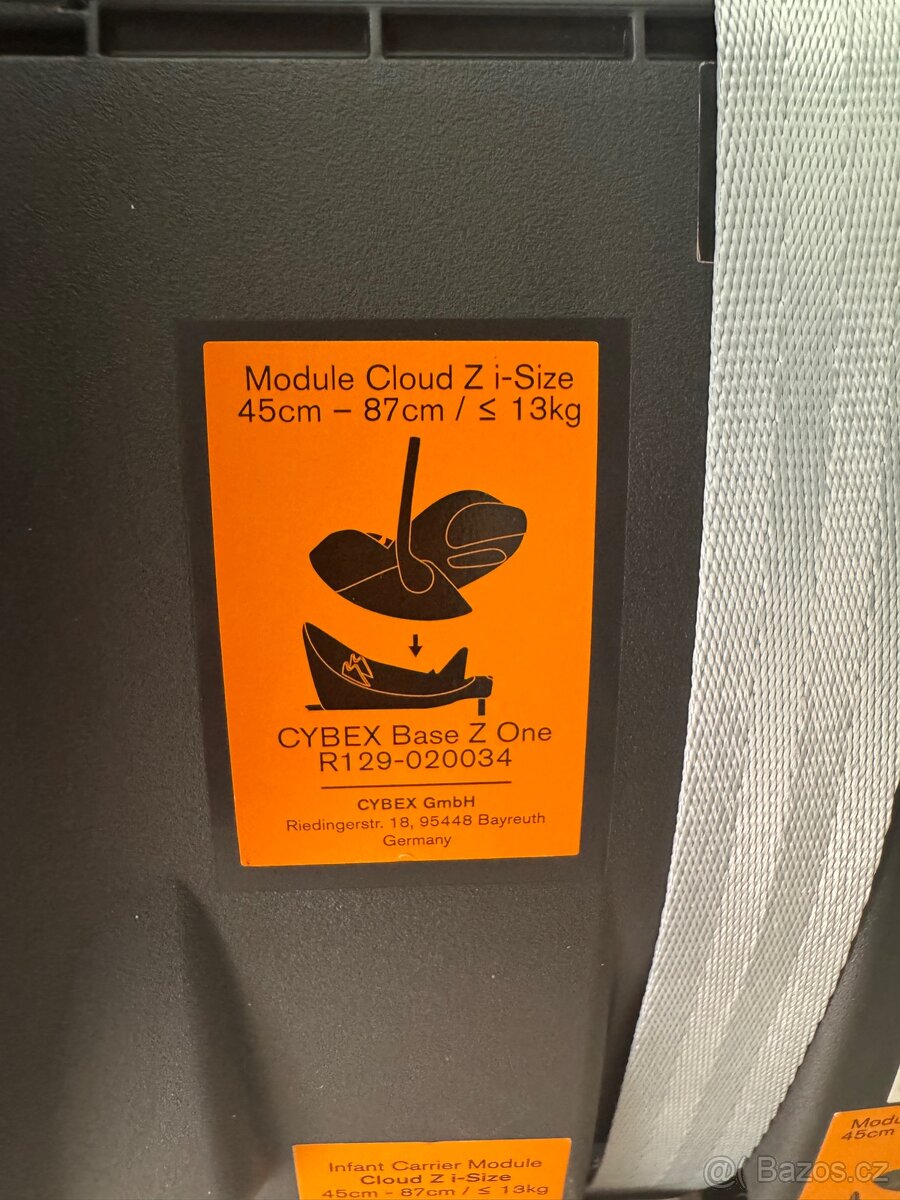 Module Cloud Z i-Size
45cm – 87cm / ≤ 13kg
CYBEX Base Z One
R129-020034
CYBEX GmbH
Riedingerstr. 18, 95448 Bayreuth
Germany
Infant Carrier Module
Cloud Z i-Size
45cm - 87cm / ≤ 13kg
45cm
@ Bazos.cz